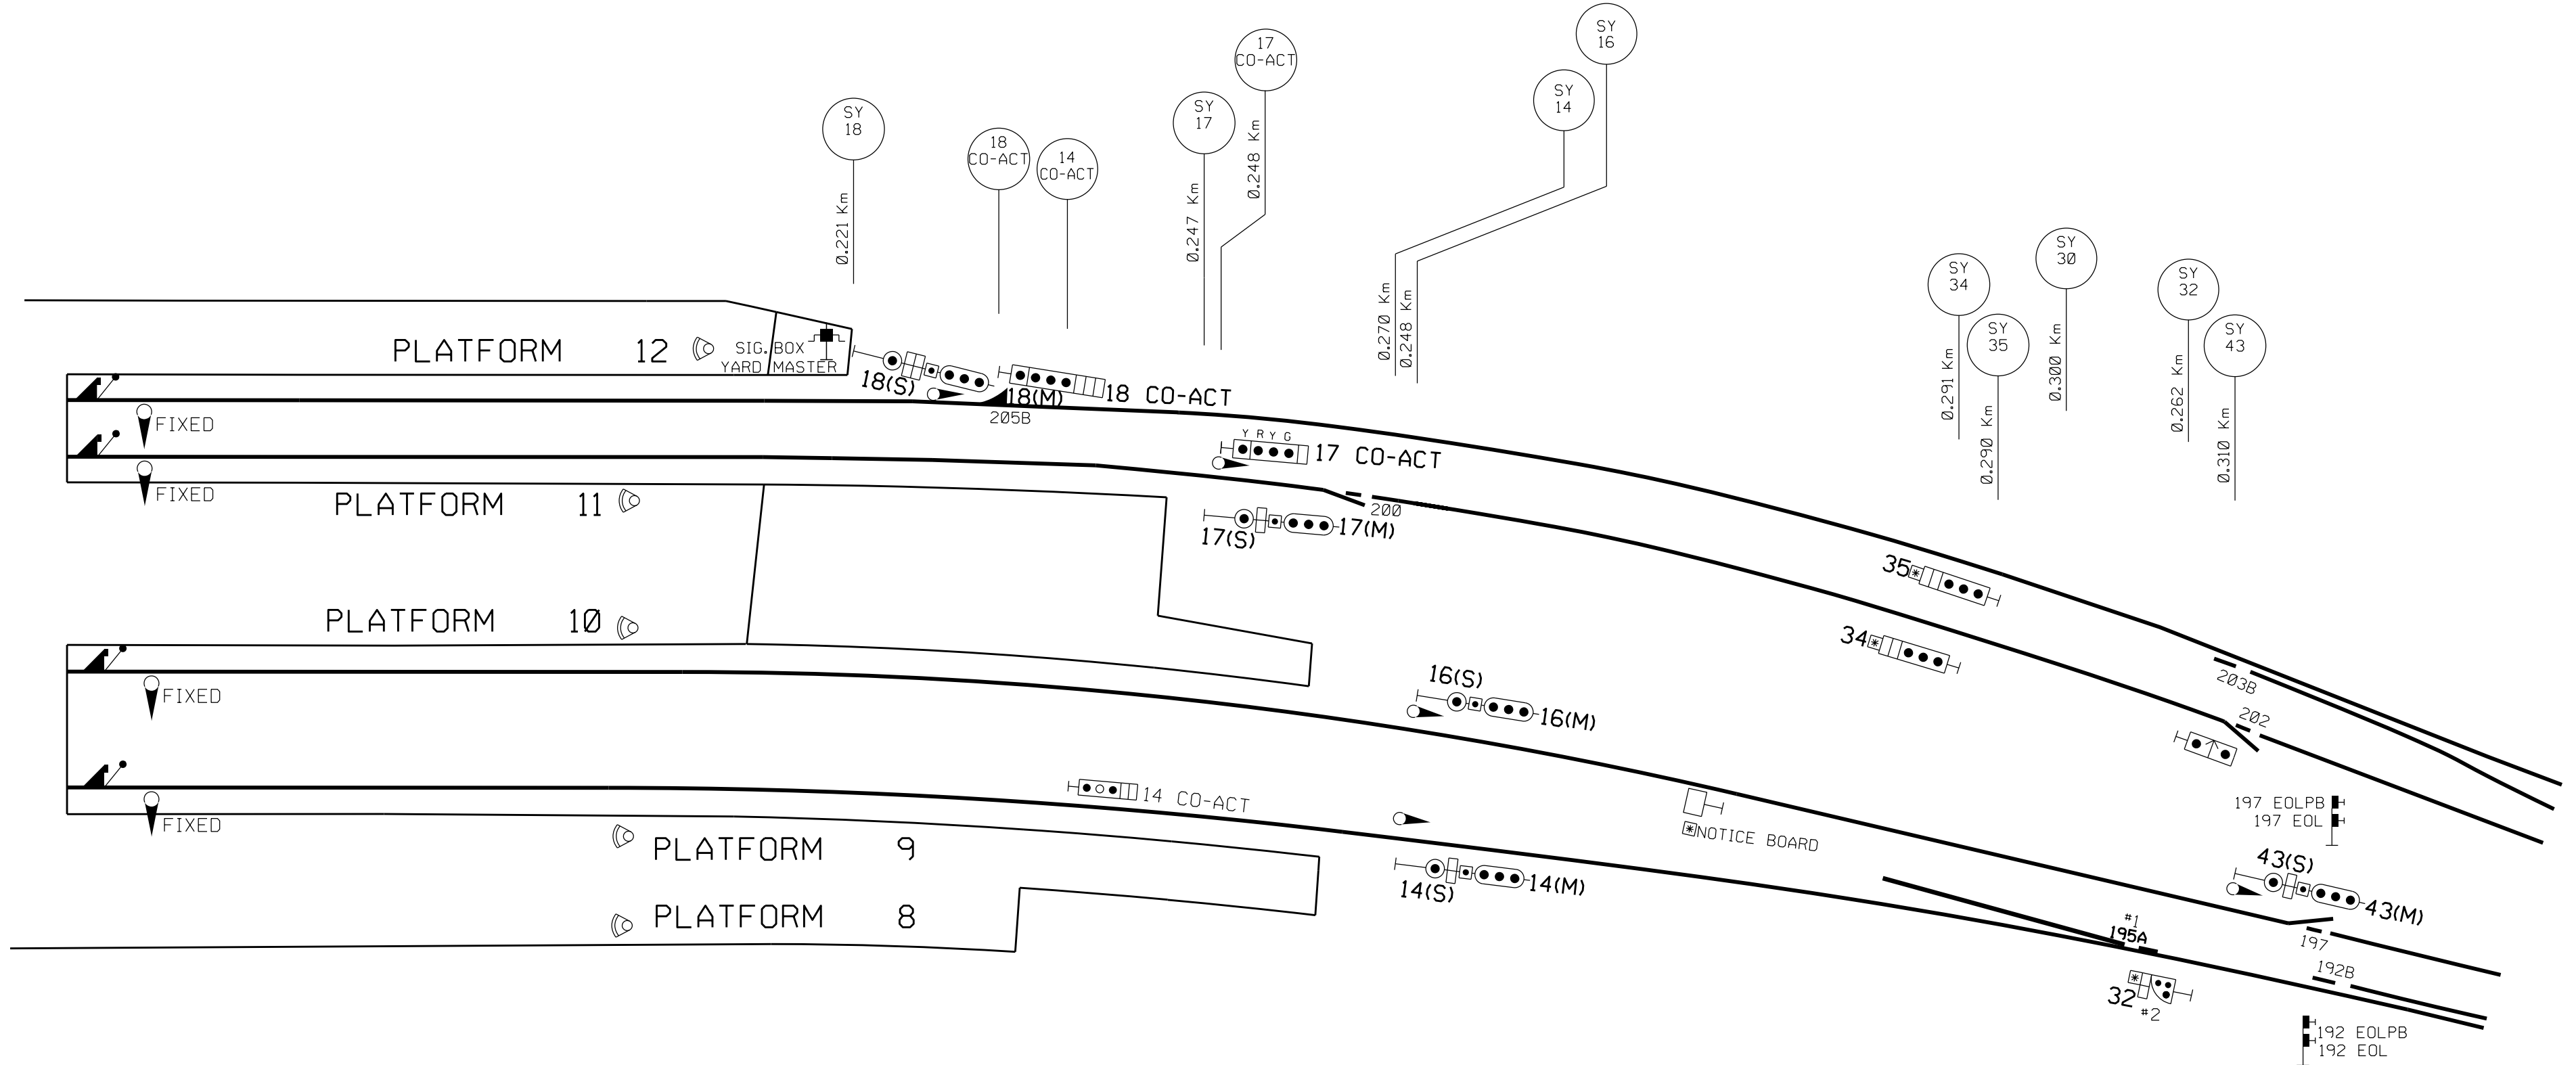 SY
16
17
CO-ACT
SY
14
SY
17
SY
18
18
CO-ACT
14
CO-ACT
0.248 Km
0.221 Km
0.247 Km
0.270 Km
0.248 Km
SY
30
SY
34
SY
32
SY
35
SY
43
0.291 Km
0.290 Km
0.300 Km
0.262 Km
0.310 Km
PLATFORM 12
SIG. BOX
YARD MASTER
18(S)
18(M)
18 CO-ACT
205B
FIXED
Y R Y G
17 CO-ACT
FIXED
PLATFORM 11
200
17(S)
17(M)
35
34
PLATFORM 10
203B
202
FIXED
16(S)
16(M)
14 CO-ACT
NOTICE BOARD
197 EOLPB
197 EOL
FIXED
PLATFORM 9
14(S)
14(M)
43(S)
43(M)
PLATFORM 8
#1
195A
197
192B
32
#2
192 EOLPB
192 EOL